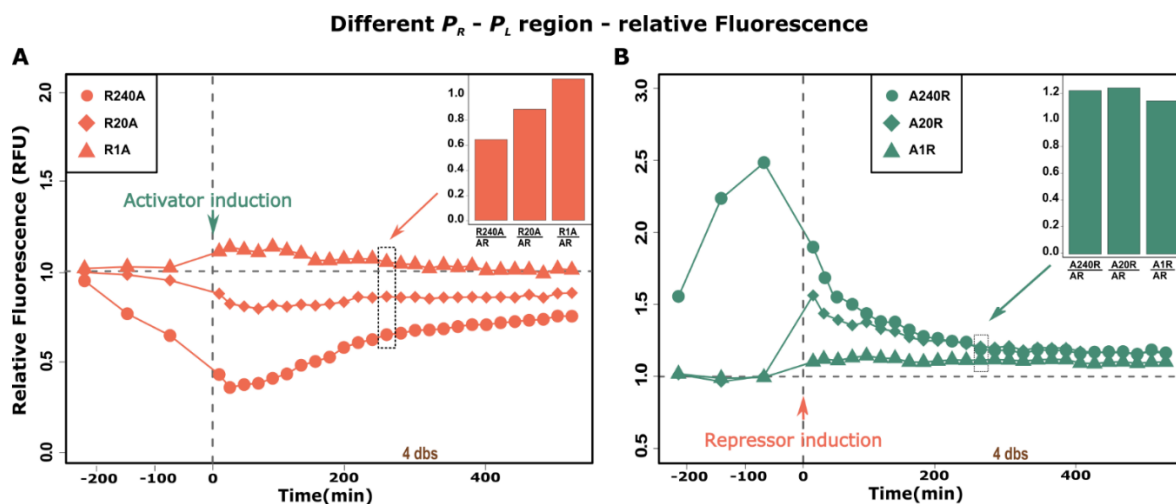 Different PR - PL region - relative Fluorescence
A
B
Relative Fluorescence (RFU)
2.0
1.5
1.0
0.5
0.0
R240A
R20A
R1A
Activator induction
1.0
0.8
0.6
0.4
0.2
0.0
R240A R20A R1A
AR AR AR
4 dbs
-200 -100 0 200 400
Time(min)
3.0
2.5
2.0
1.5
1.0
0.5
A240R
A20R
A1R
1.2
1.0
0.8
0.6
0.4
0.2
0.0
A240R A20R A1R
AR AR AR
Repressor induction
4 dbs
-200 -100 0 200 400
Time(min)